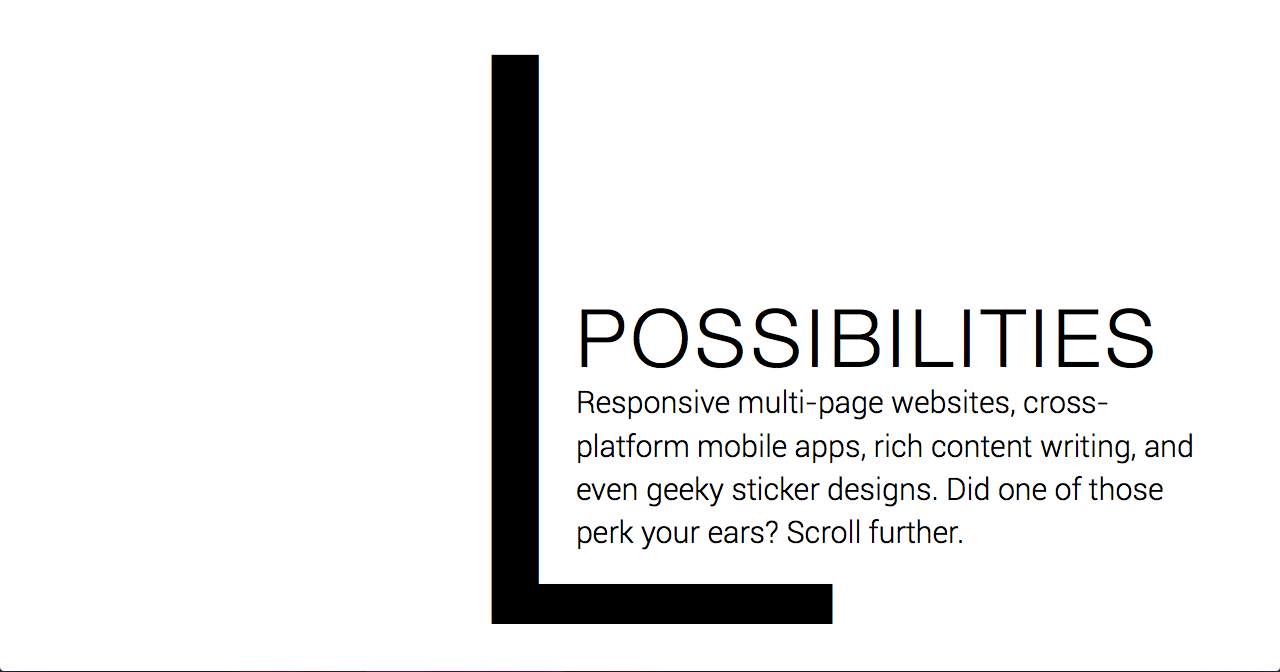 POSSIBILITIES
Responsive multi-page websites, cross-
platform mobile apps, rich content writing, and
even geeky sticker designs. Did one of those
perk your ears? Scroll further.